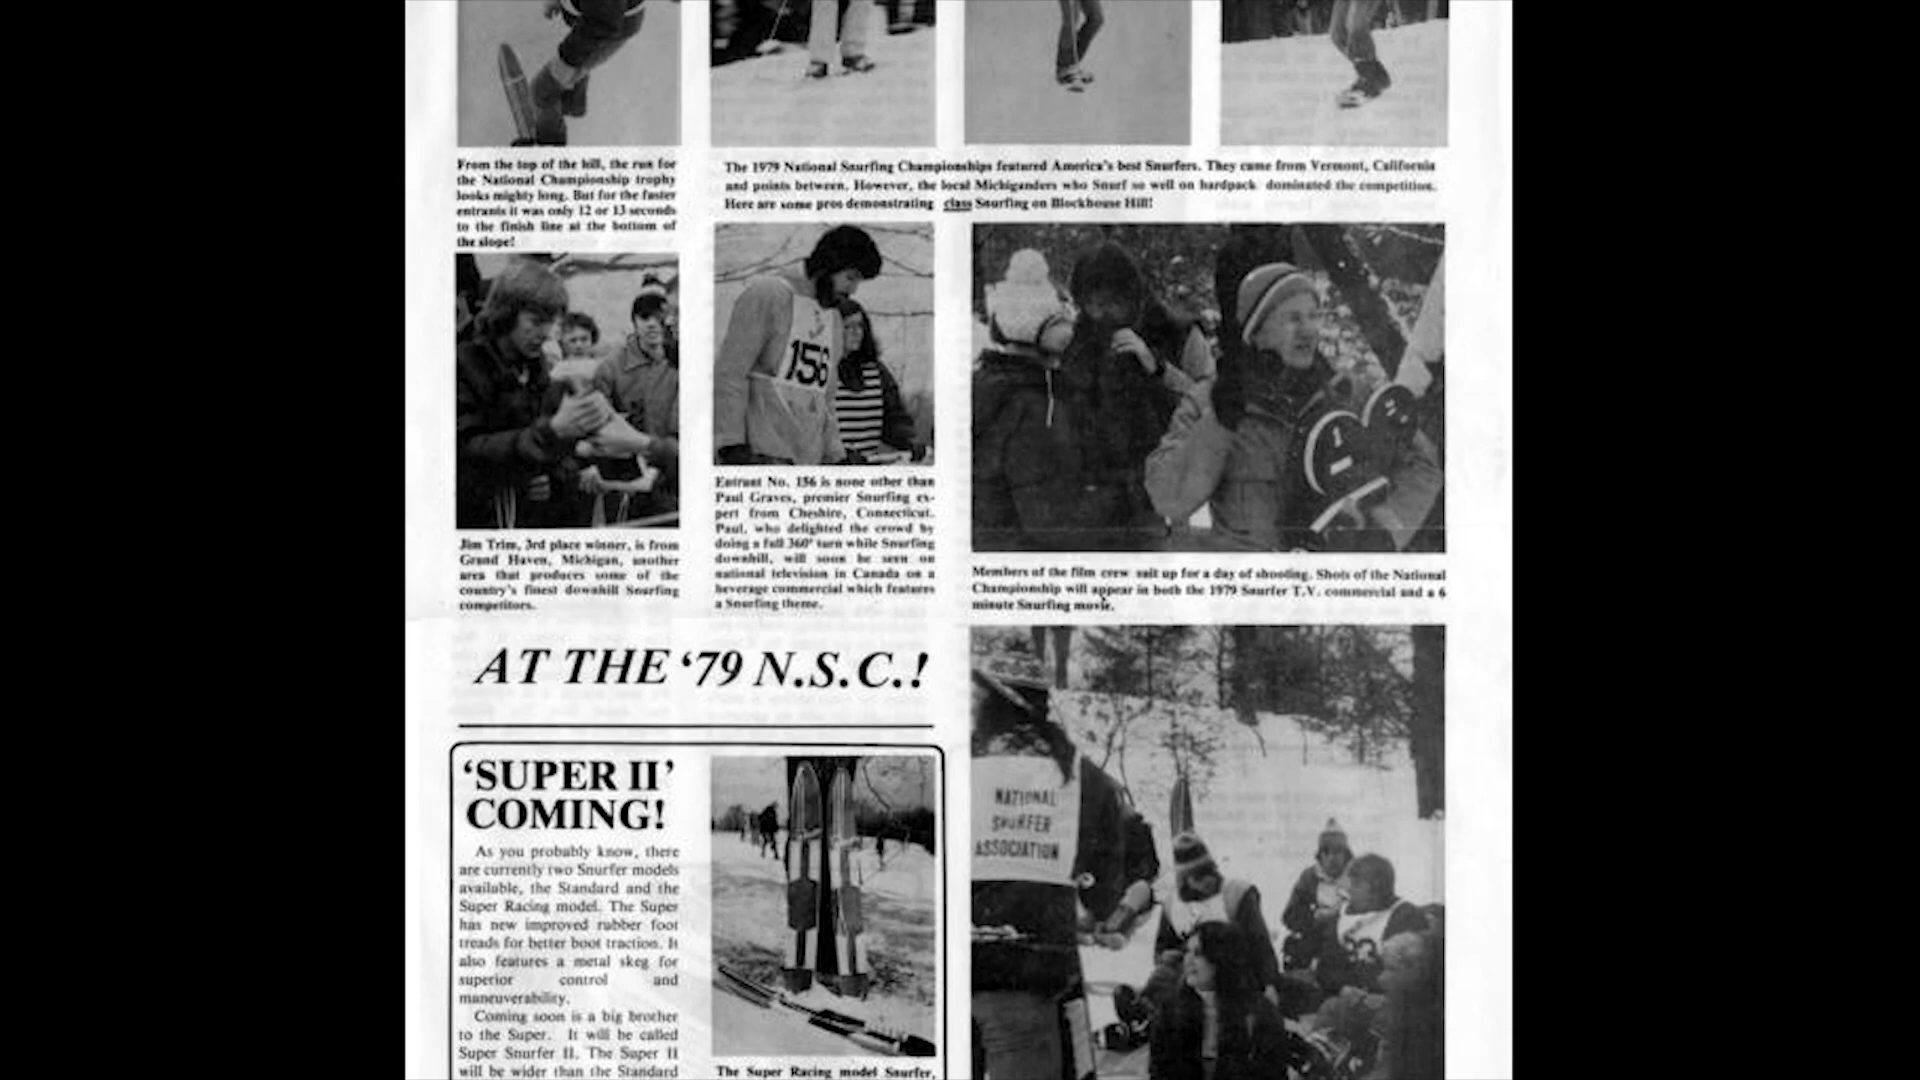 From the top of the hill, the run for
the National Championship trophy
looks mighty long. But for the faster
entrants it was only 12 or 13 seconds
to the finish line at the bottom of
the slope!
The 1979 National Snurfing Championships featured America's best Snurfers. They came from Vermont, California
and points between. However, the local Michiganders who Snurf so well on hardpack dominated the competition.
Here are some pros demonstrating class Snurfing on Blockhouse Hill!
156
Jim Trim, 3rd place winner, is from
Grand Haven, Michigan, another
area that produces some of the
country's finest downhill Snurfing
competitors.
Entrant No. 156 is none other than
Paul Graves, premier Snurfing ex-
pert from Cheshire, Connecticut.
Paul, who delighted the crowd by
doing a full 360° turn while Snurfing
downhill, will soon be seen on
national television in Canada on a
beverage commercial which features
a Snurfing theme.
Members of the film crew suit up for a day of shooting. Shots of the National
Championship will appear in both the 1979 Snurfer T.V. commercial and a 6
minute Snurfing movie.
AT THE '79 N.S.C.!
'SUPER II'
COMING!
As you probably know, there
are currently two Snurfer models
available, the Standard and the
Super Racing model. The Super
has new improved rubber foot
treads for better boot traction. It
also features a metal skeg for
superior control and
maneuverability.
Coming soon is a big brother
to the Super. It will be called
Super Snurfer II. The Super II
will be wider than the Standard
The Super Racing model Snurfer,
NATIONAL
SNURFER
ASSOCIATION